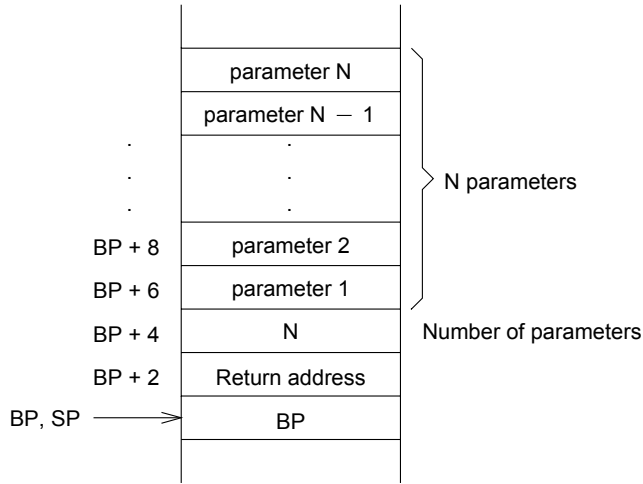 parameter N
parameter N − 1
. .
. .
. .
N parameters
BP + 8 parameter 2
BP + 6 parameter 1
BP + 4 N Number of parameters
BP + 2 Return address
BP, SP BP